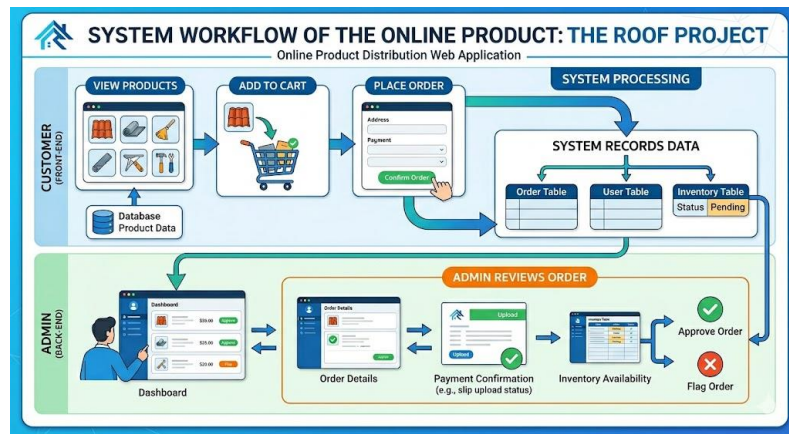 SYSTEM WORKFLOW OF THE ONLINE PRODUCT: THE ROOF PROJECT
Online Product Distribution Web Application
CUSTOMER
(FRONT-END)
VIEW PRODUCTS
ADD TO CART
PLACE ORDER
SYSTEM PROCESSING
Address
Payment
Confirm Order
Database
Product Data
SYSTEM RECORDS DATA
Order Table
User Table
Inventory Table
Status Pending
ADMIN
(BACK-END)
ADMIN REVIEWS ORDER
Dashboard
$35.00
$25.00
$20.00
Dashboard
Order Details
Order Details
Upload
Upload
Payment Confirmation
(e.g., slip upload status)
Inventory Table
Inventory Availability
Approve Order
Flag Order